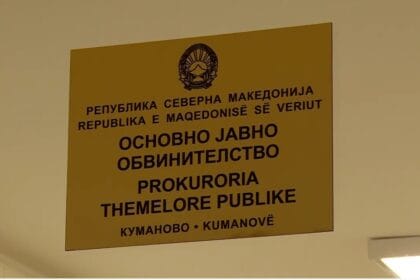 РЕПУБЛИКА СЕВЕРНА МАКЕДОНИЈА
REPUBLIKA E MAQEDONISË SË VERIUT
ОСНОВНО ЈАВНО
ОБВИНИТЕЛСТВО
PROKURORIA
THEMELORE PUBLIKE
КУМАНОВО • KUMANOVË